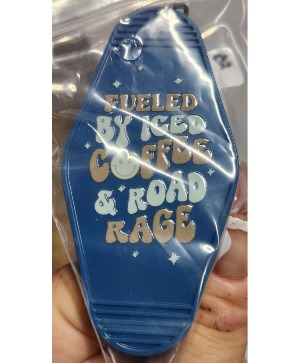 FUELED
BY ICED
COFFEE
& ROAD
RAGE